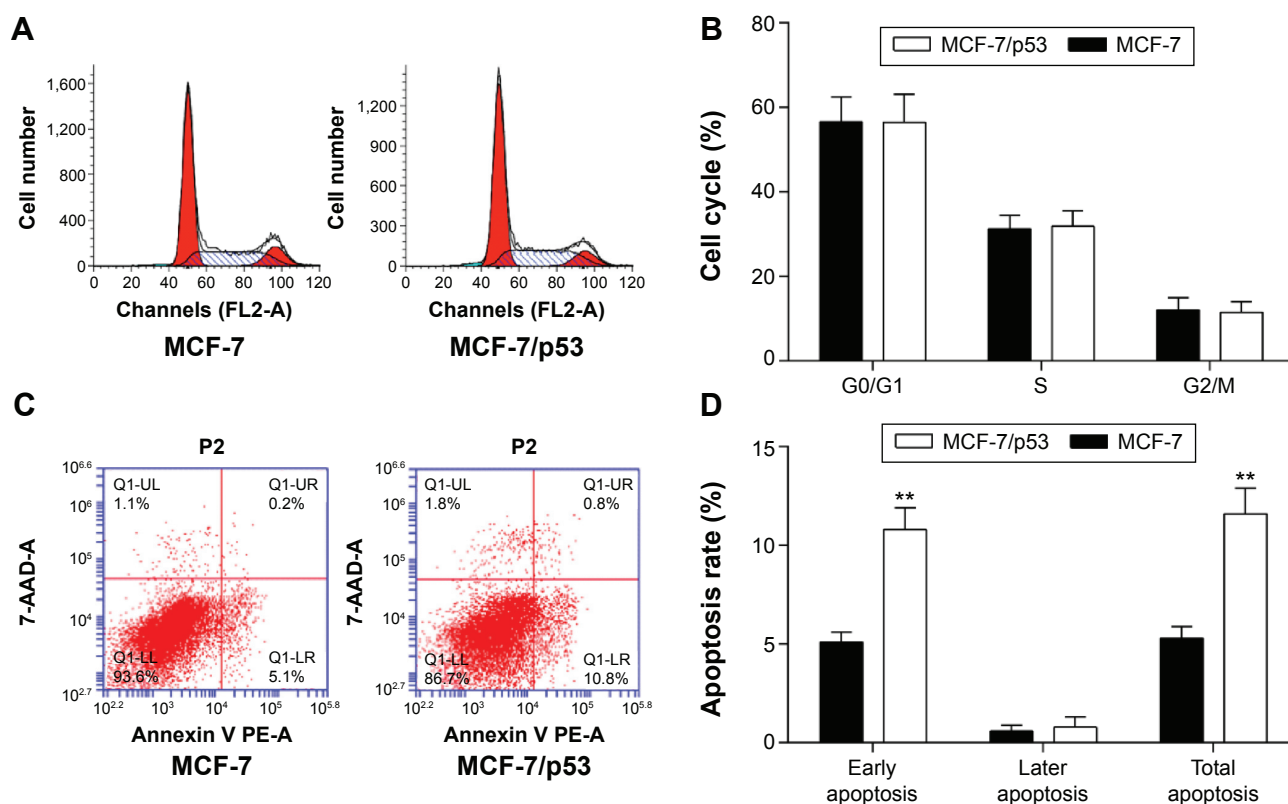 A
Cell number
1,600
1,200
800
400
0
0 20 40 60 80 100 120
Channels (FL2-A)
MCF-7
Cell number
1,200
900
600
300
0
0 20 40 60 80 100 120
Channels (FL2-A)
MCF-7/p53
B
MCF-7/p53 MCF-7
Cell cycle (%)
80
60
40
20
0
G0/G1 S G2/M
C
P2
7-AAD-A
10^6.6
10^6
10^5
10^4
10^2.7
Q1-UL
1.1%
Q1-UR
0.2%
Q1-LL
93.6%
Q1-LR
5.1%
10^2.2 10^3 10^4 10^5 10^5.8
Annexin V PE-A
MCF-7
P2
7-AAD-A
10^6.6
10^6
10^5
10^4
10^2.7
Q1-UL
1.8%
Q1-UR
0.8%
Q1-LL
86.7%
Q1-LR
10.8%
10^2.2 10^3 10^4 10^5 10^5.8
Annexin V PE-A
MCF-7/p53
D
MCF-7/p53 MCF-7
Apoptosis rate (%)
15
10
5
0
**
**
Early
apoptosis
Later
apoptosis
Total
apoptosis